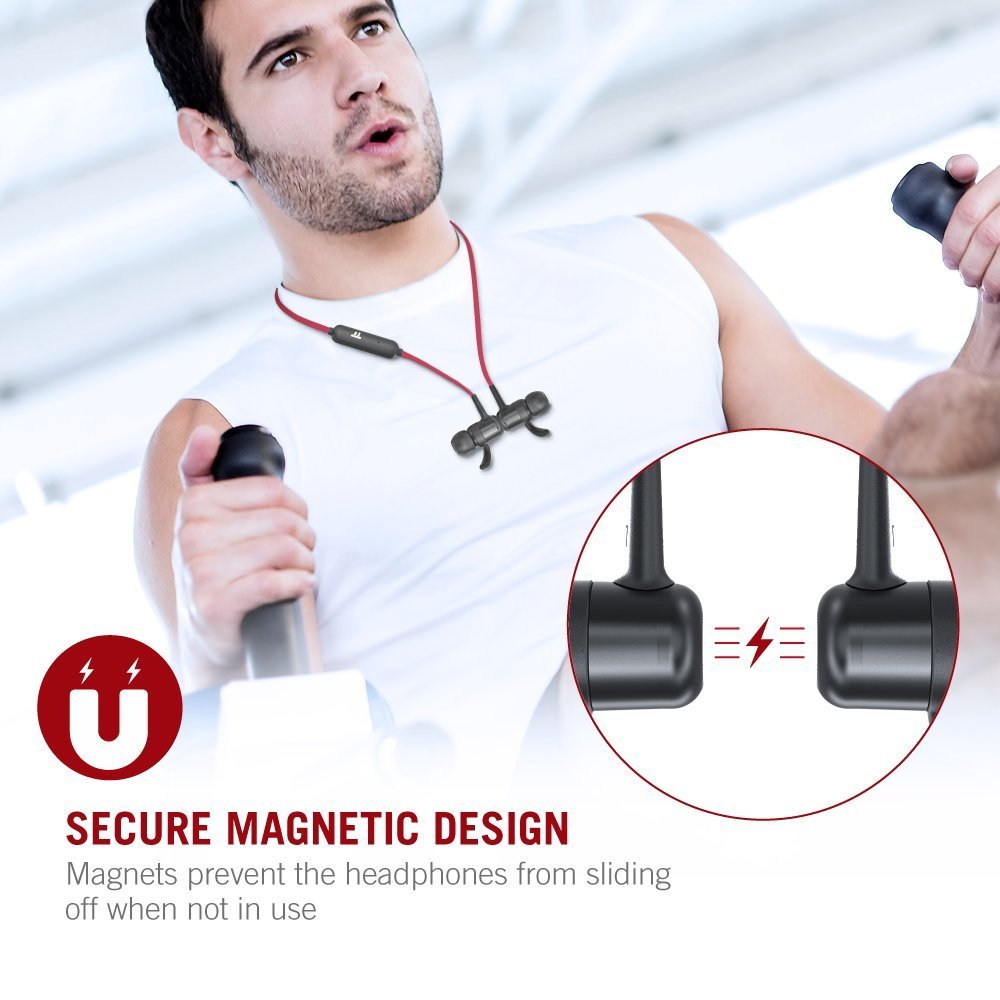 SECURE MAGNETIC DESIGN
Magnets prevent the headphones from sliding
off when not in use